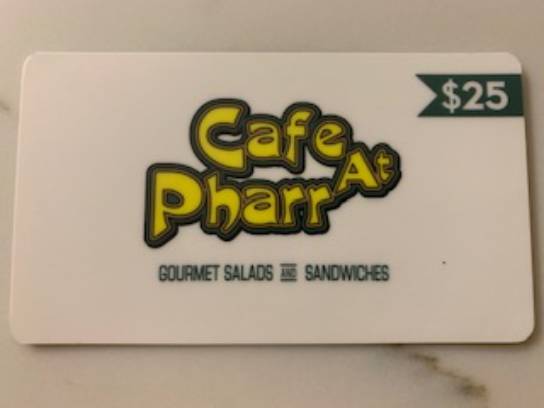 $25
Cafe
At
Pharr
GOURMET SALADS AND SANDWICHES